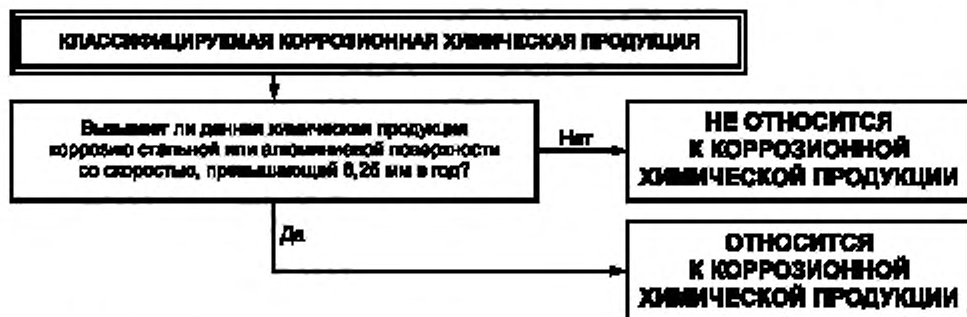 КЛАССИФИЦИРУЕМАЯ КОРРОЗИОННАЯ ХИМИЧЕСКАЯ ПРОДУКЦИЯ
Вызывает ли данная химическая продукция
коррозию стальной или алюминиевой поверхности
со скоростью, превышающей 6,25 мм в год?
Нет
НЕ ОТНОСИТСЯ
К КОРРОЗИОННОЙ
ХИМИЧЕСКОЙ ПРОДУКЦИИ
Да
ОТНОСИТСЯ
К КОРРОЗИОННОЙ
ХИМИЧЕСКОЙ ПРОДУКЦИИ